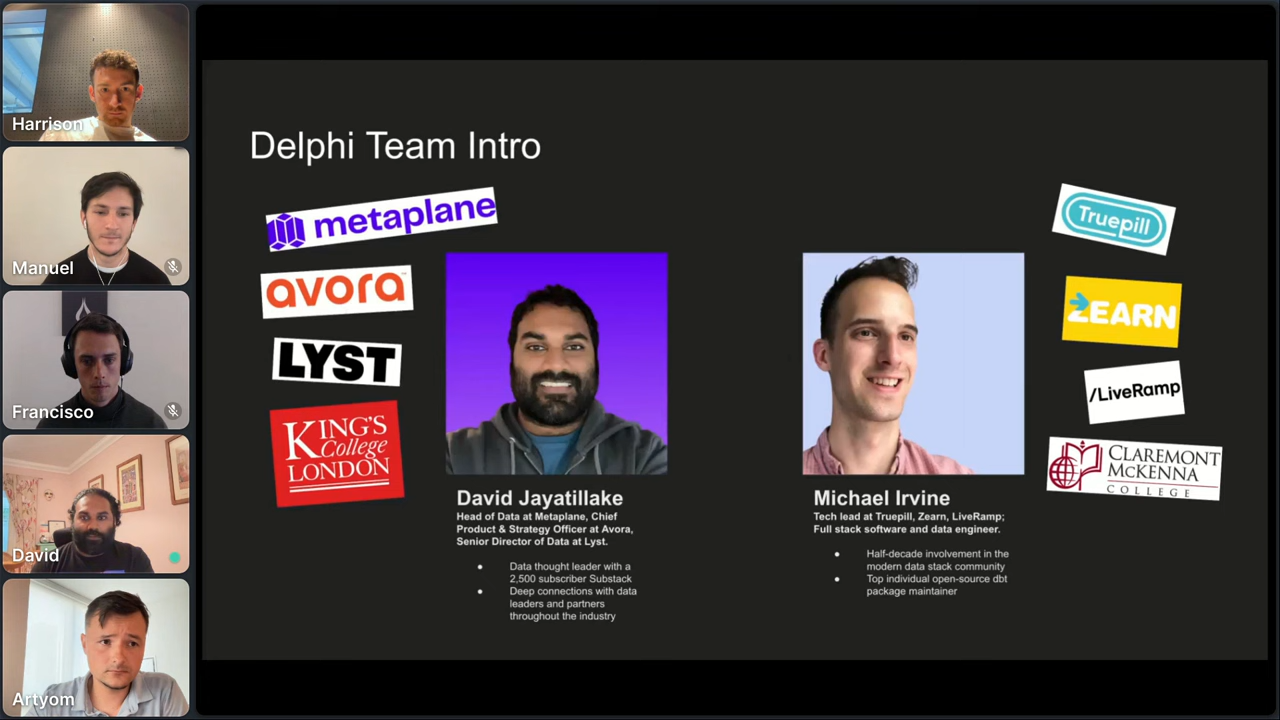 Harrison
Manuel
Francisco
David
Artyom
Delphi Team Intro
metaplane
avora
LYST
KING'S
College
LONDON
Truepill
ZEARN
/LiveRamp
CLAREMONT
MCKENNA
COLLEGE
David Jayatillake
Head of Data at Metaplane, Chief
Product & Strategy Officer at Avora,
Senior Director of Data at Lyst.
● Data thought leader with a
2,500 subscriber Substack
● Deep connections with data
leaders and partners
throughout the industry
Michael Irvine
Tech lead at Truepill, Zearn, LiveRamp;
Full stack software and data engineer.
● Half-decade involvement in the
modern data stack community
● Top individual open-source dbt
package maintainer